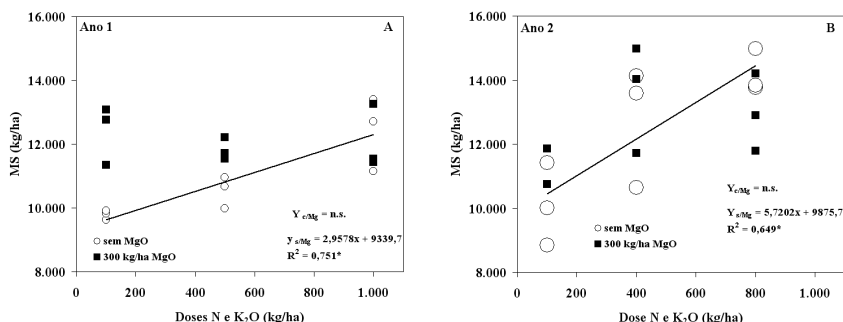 Ano 1
A
16.000
14.000
12.000
10.000
8.000
MS (kg/ha)
0
200
400
600
800
1.000
Doses N e K2O (kg/ha)
sem MgO
300 kg/ha MgO
Y c/Mg = n.s.
y s/Mg = 2,9578x + 9339,7
R2 = 0,751*
Ano 2
B
16.000
14.000
12.000
10.000
8.000
MS (kg/ha)
0
200
400
600
800
1000
Doses N e K2O (kg/ha)
sem MgO
300 kg/ha MgO
Y c/Mg = n.s.
Y s/Mg = 5,7202x + 9875,7
R2 = 0,649*